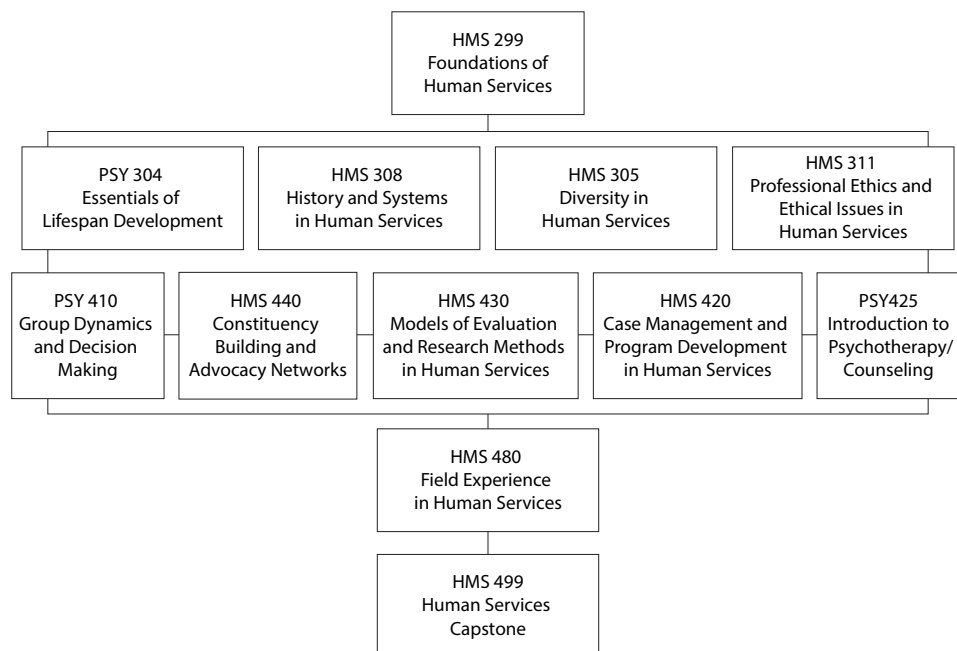 HMS 299
Foundations of
Human Services
PSY 304
Essentials of
Lifespan Development
HMS 308
History and Systems
in Human Services
HMS 305
Diversity in
Human Services
HMS 311
Professional Ethics and
Ethical Issues in
Human Services
PSY 410
Group Dynamics
and Decision
Making
HMS 440
Constituency
Building and
Advocacy Networks
HMS 430
Models of Evaluation
and Research Methods
in Human Services
HMS 420
Case Management and
Program Development
in Human Services
PSY425
Introduction to
Psychotherapy/
Counseling
HMS 480
Field Experience
in Human Services
HMS 499
Human Services
Capstone